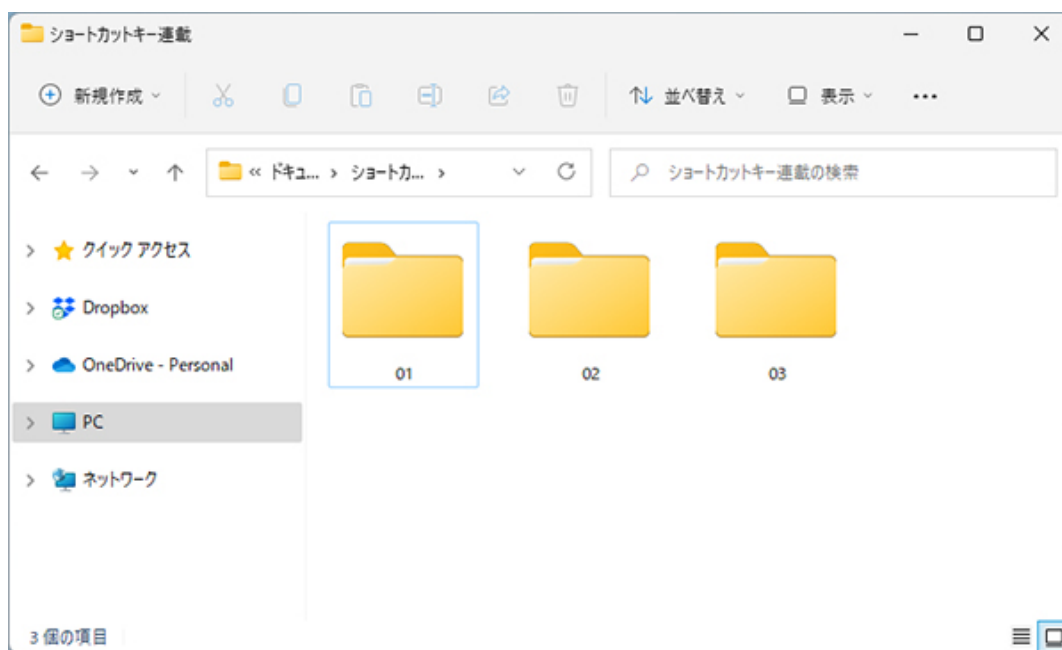 ショートカットキー連載
新規作成
並べ替え
表示
« ドキュ... › ショートカ... ›
ショートカットキー連載の検索
クイック アクセス
Dropbox
OneDrive - Personal
PC
ネットワーク
01
02
03
3 個の項目